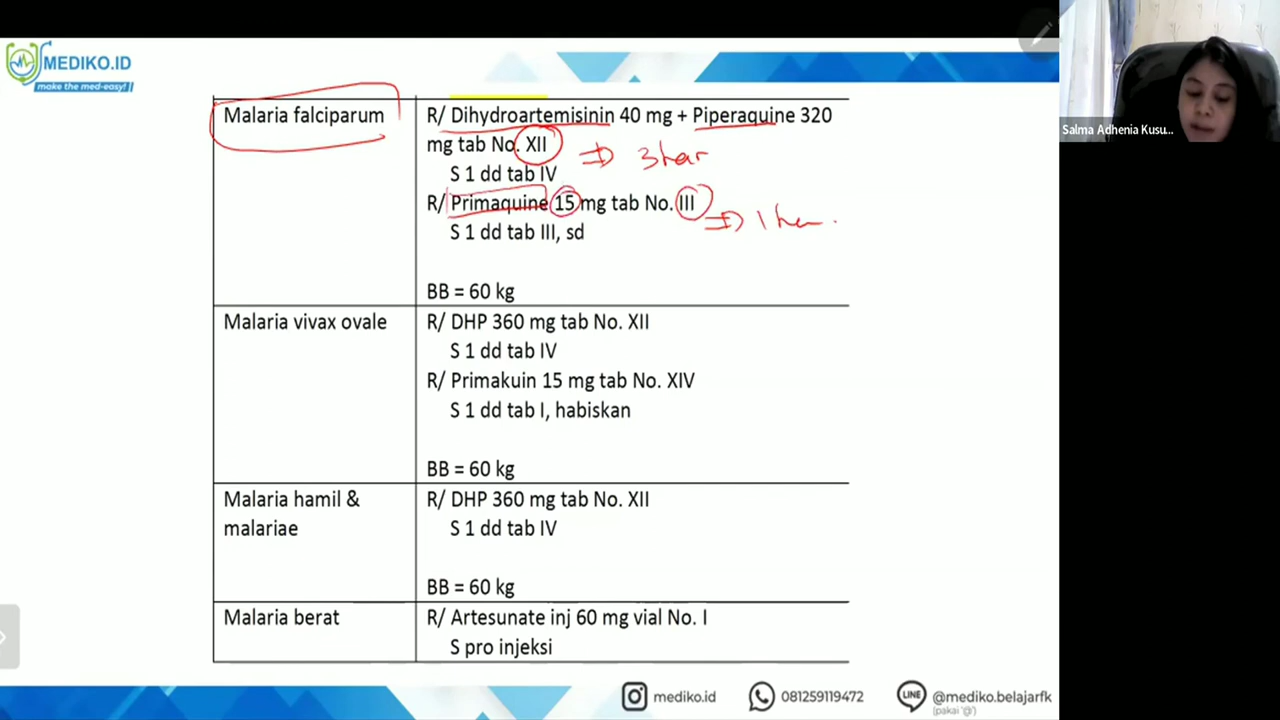 MEDIKO.ID
make the med-easy!
Salma Adhenia Kusu...
Malaria falciparum
R/ Dihydroartemisinin 40 mg + Piperaquine 320
mg tab No. XII
⇒ 3 hari
S 1 dd tab IV
R/ Primaquine 15 mg tab No. III
⇒ 1 hari
S 1 dd tab III, sd
BB = 60 kg
Malaria vivax ovale
R/ DHP 360 mg tab No. XII
S 1 dd tab IV
R/ Primakuin 15 mg tab No. XIV
S 1 dd tab I, habiskan
BB = 60 kg
Malaria hamil &
malariae
R/ DHP 360 mg tab No. XII
S 1 dd tab IV
BB = 60 kg
Malaria berat
R/ Artesunate inj 60 mg vial No. I
S pro injeksi
mediko.id
081259119472
LINE
@mediko.belajarfk
(pakai '@')